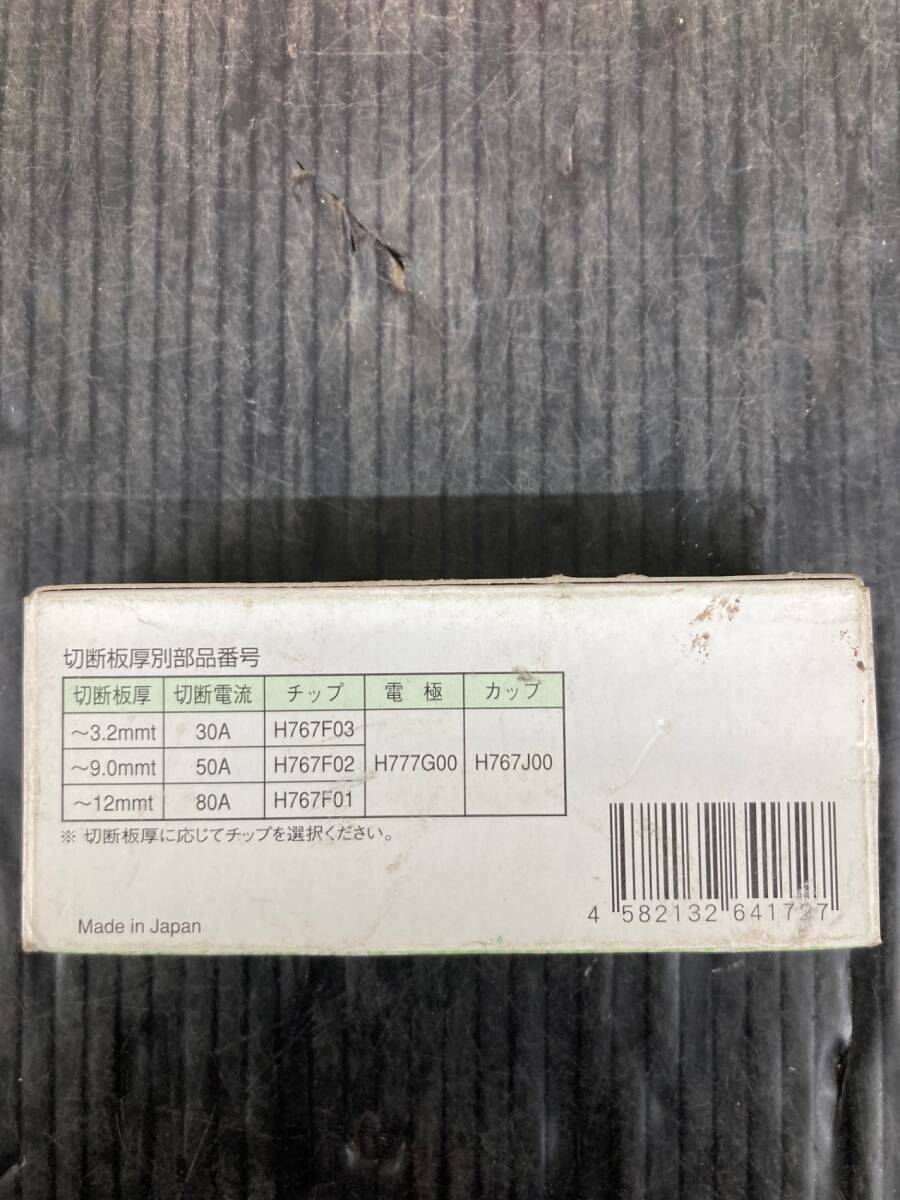 切断板厚別部品番号
切断板厚 切断電流 チップ 電 極 カップ
〜3.2mmt 30A H767F03
〜9.0mmt 50A H767F02 H777G00 H767J00
〜12mmt 80A H767F01
※ 切断板厚に応じてチップを選択ください。
4 582132 641797
Made in Japan